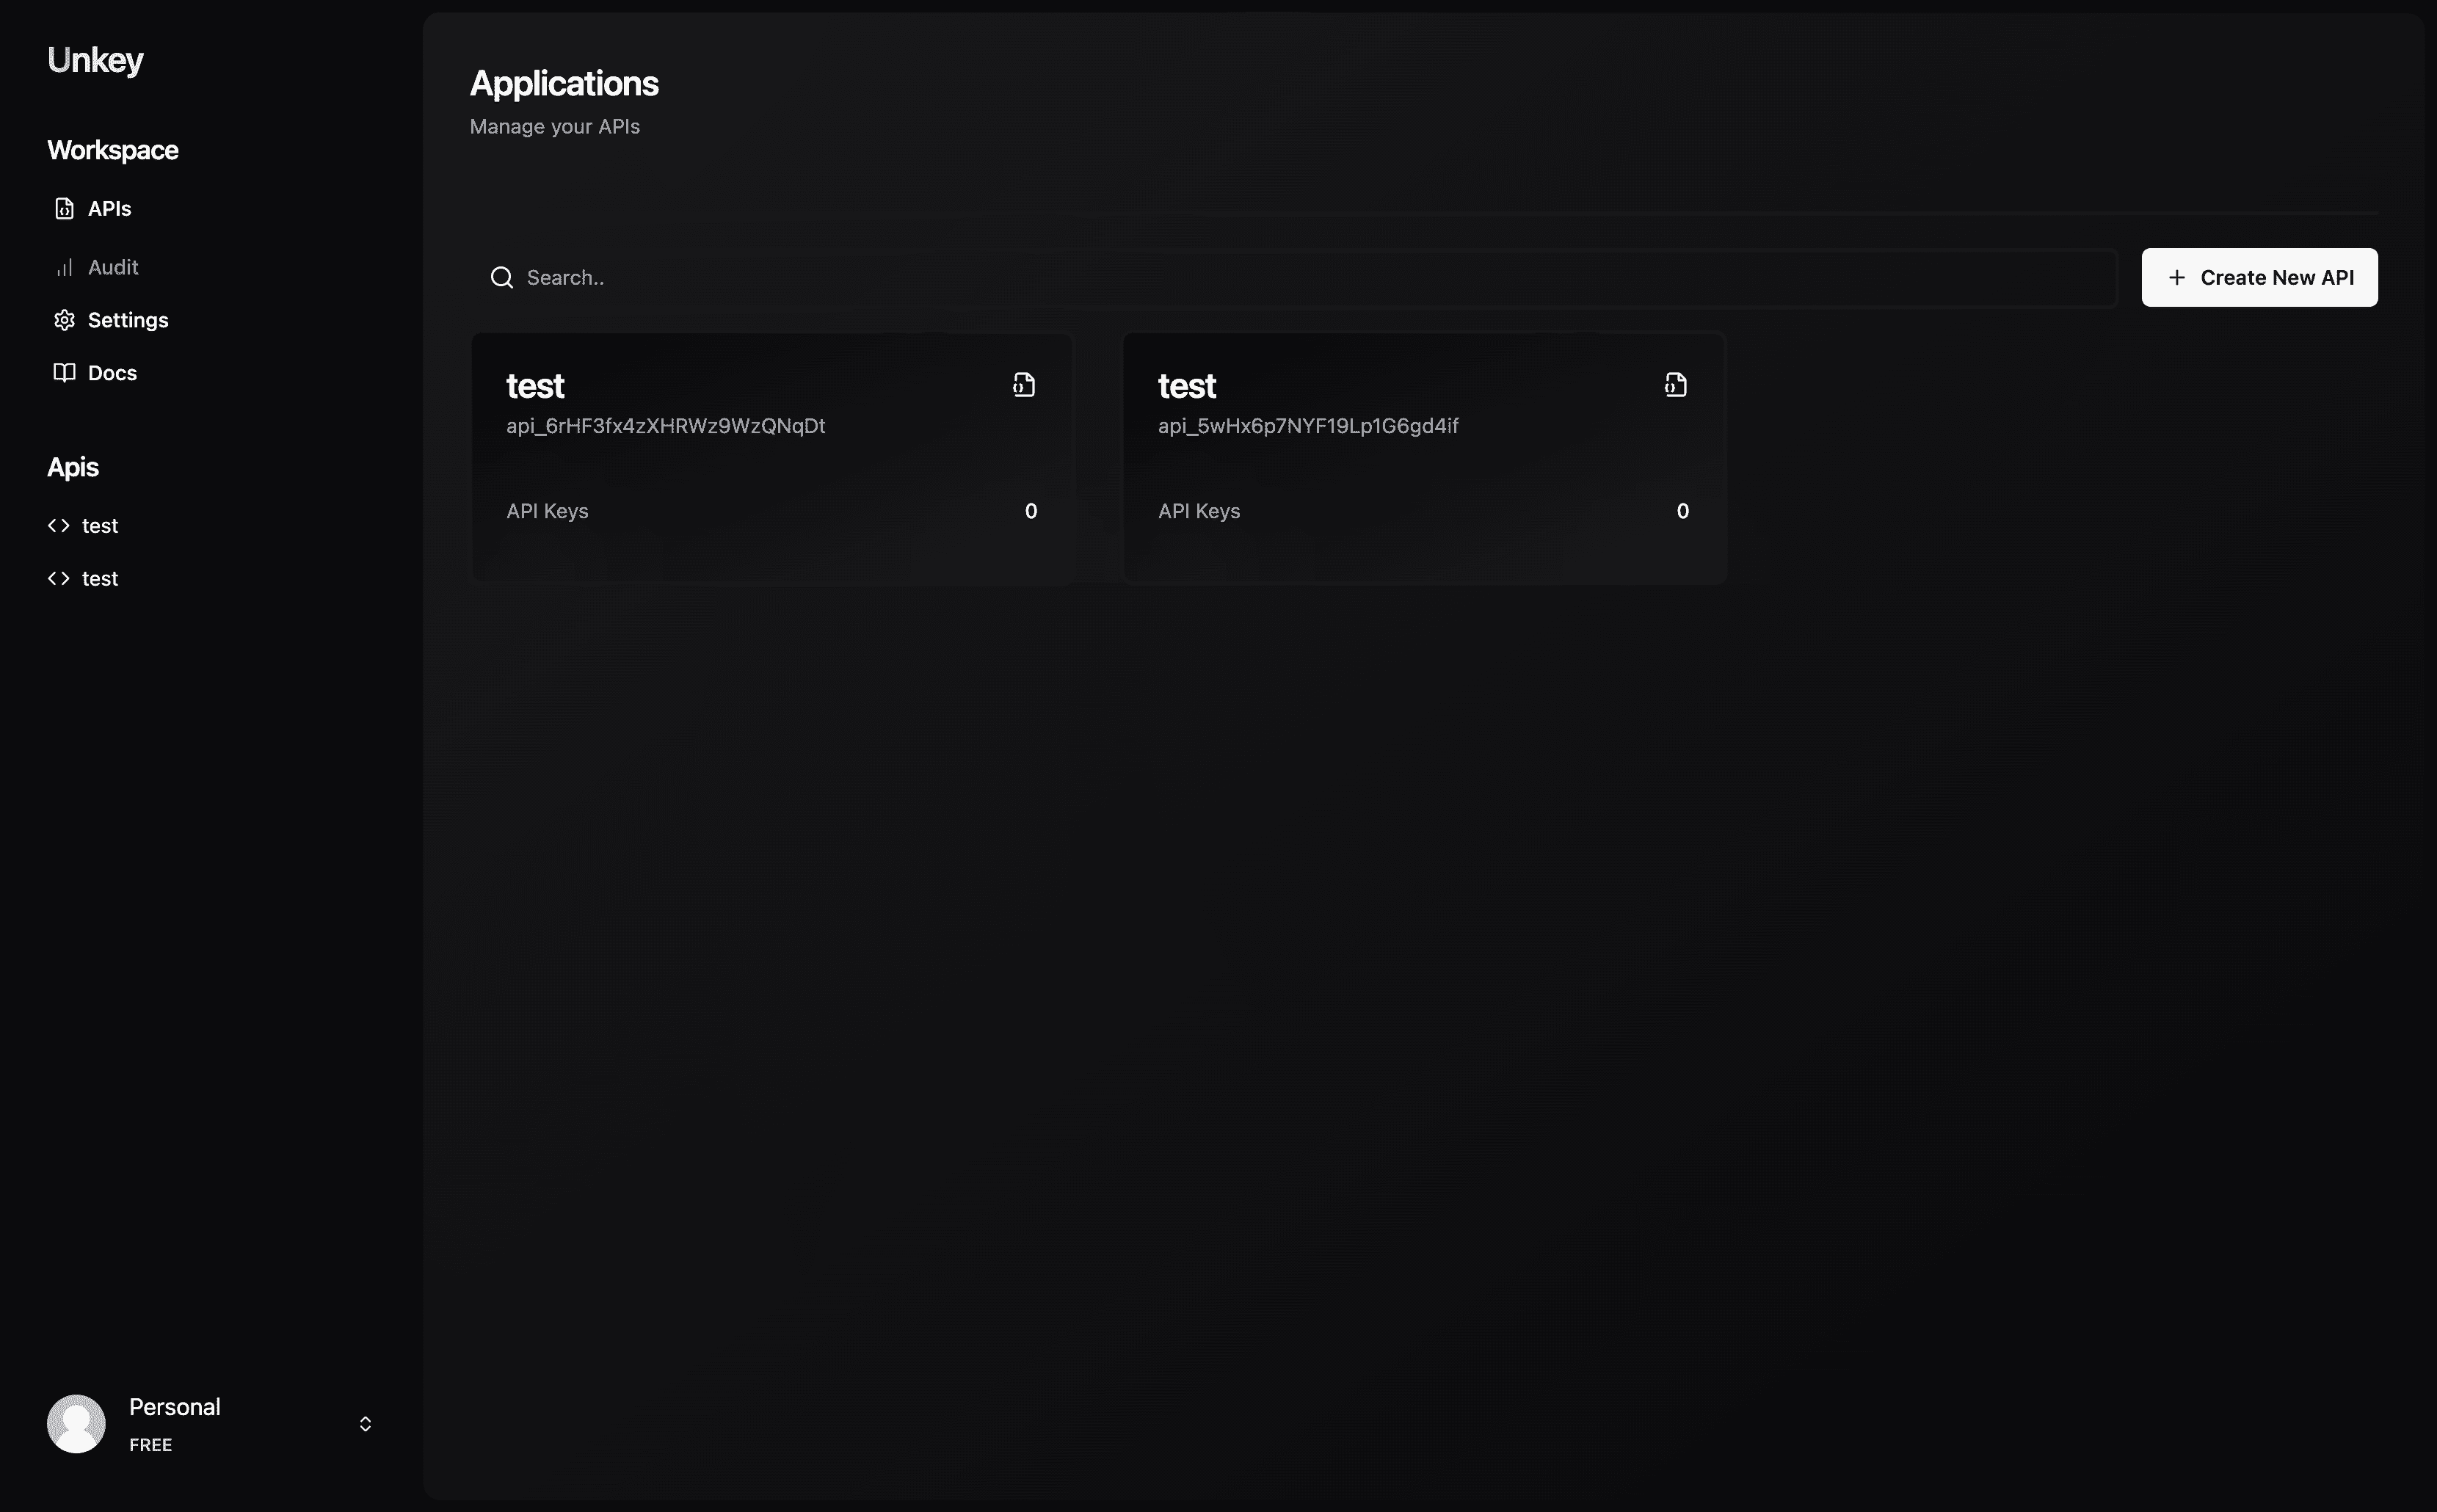 Unkey
Workspace
APIs
Audit
Settings
Docs
Apis
test
test
Personal
FREE
Applications
Manage your APIs
Search..
Create New API
test
api_6rHF3fx4zXHRWz9WzQNqDt
API Keys 0
test
api_5wHx6p7NYF19Lp1G6gd4if
API Keys 0